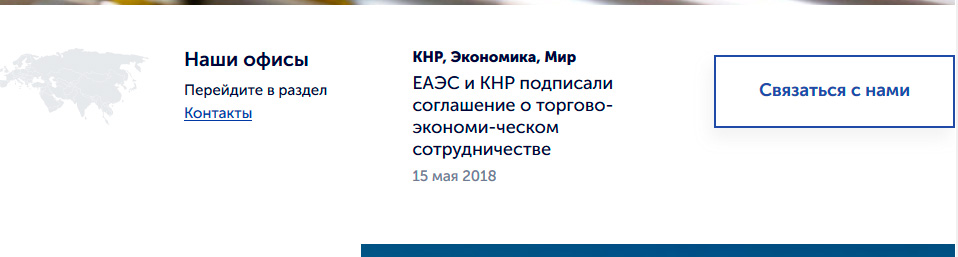 Наши офисы
Перейдите в раздел
Контакты
КНР, Экономика, Мир
ЕАЭС и КНР подписали
соглашение о торгово-
экономи-ческом
сотрудничестве
15 мая 2018
Связаться с нами